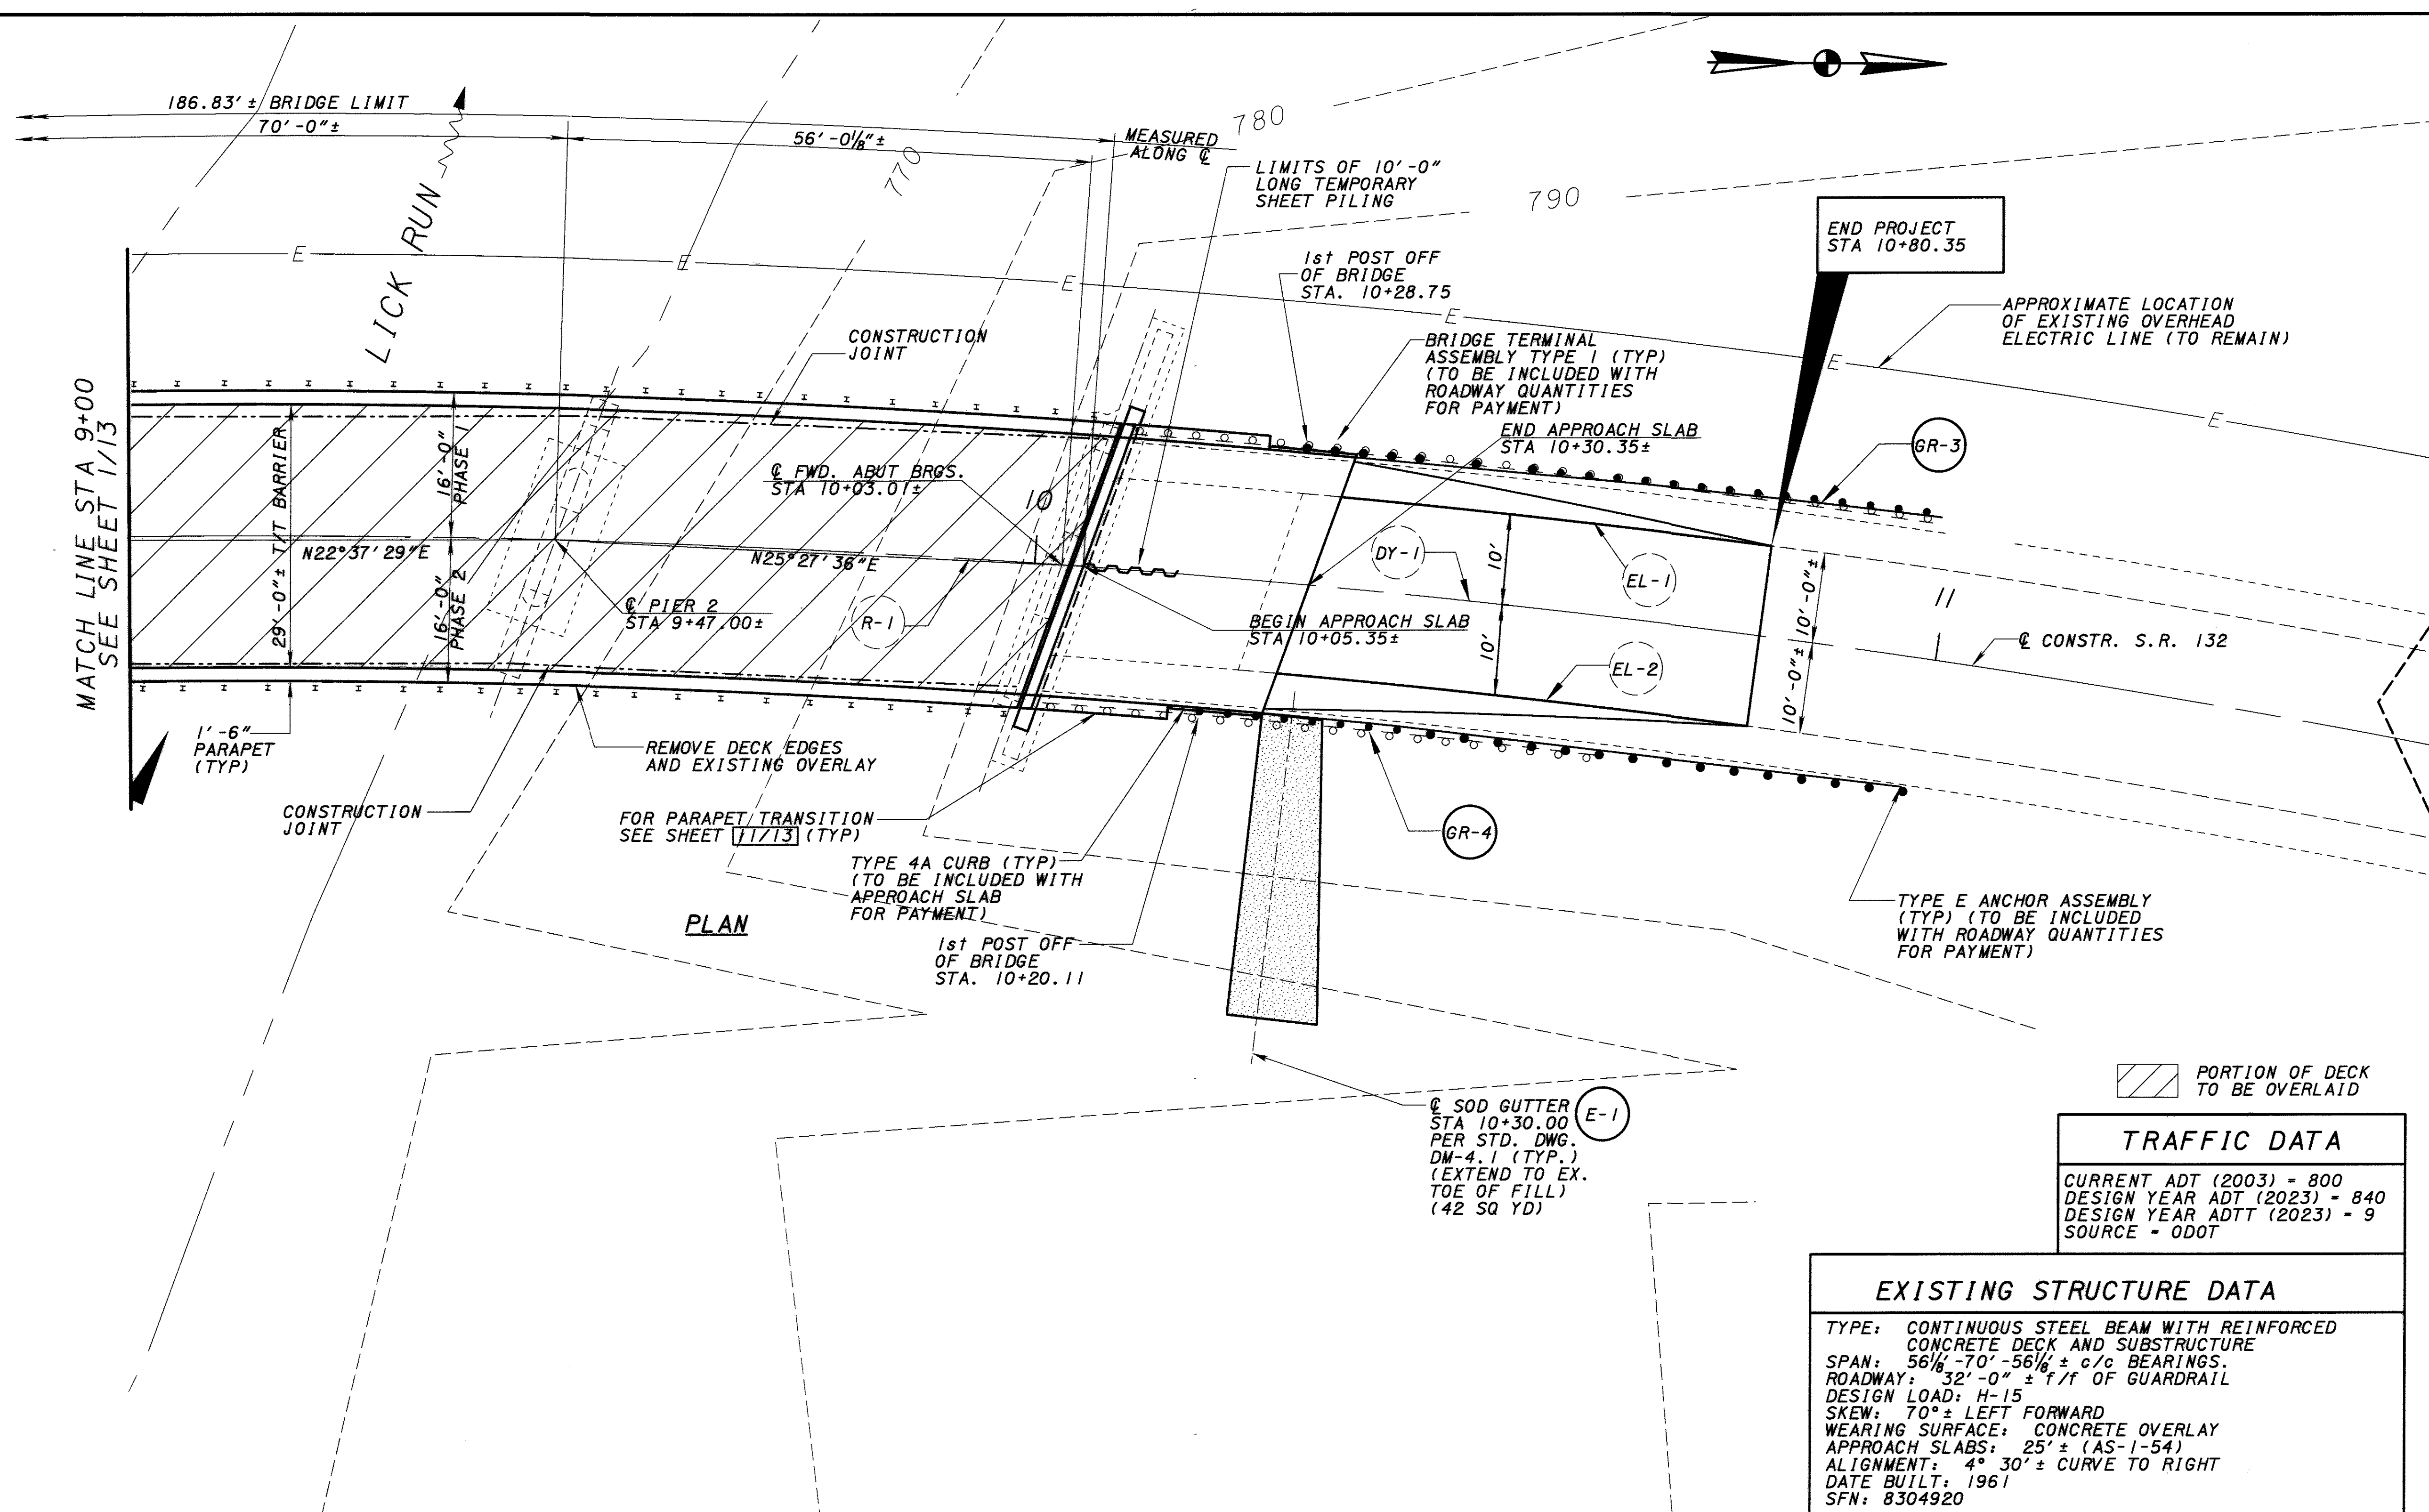 186.83'± BRIDGE LIMIT
70'-0"±
56'-0⅛"±
MEASURED
ALONG ℄
780
770
790
LIMITS OF 10'-0"
LONG TEMPORARY
SHEET PILING
END PROJECT
STA 10+80.35
1st POST OFF
OF BRIDGE
STA. 10+28.75
LICK RUN
E
E
E
E
E
E
APPROXIMATE LOCATION
OF EXISTING OVERHEAD
ELECTRIC LINE (TO REMAIN)
CONSTRUCTION
JOINT
BRIDGE TERMINAL
ASSEMBLY TYPE 1 (TYP)
(TO BE INCLUDED WITH
ROADWAY QUANTITIES
FOR PAYMENT)
END APPROACH SLAB
STA 10+30.35±
GR-3
MATCH LINE STA 9+00
SEE SHEET 1/13
29'-0"± T/T BARRIER
16'-0"
PHASE 1
16'-0"
PHASE 2
℄ FWD. ABUT BRGS.
STA 10+03.01±
10
N22°37'29"E
N25°27'36"E
℄ PIER 2
STA 9+47.00±
R-1
BEGIN APPROACH SLAB
STA 10+05.35±
DY-1
10'
10'
EL-1
EL-2
10'-0"±
10'-0"±
11
℄ CONSTR. S.R. 132
1'-6"
PARAPET
(TYP)
REMOVE DECK EDGES
AND EXISTING OVERLAY
CONSTRUCTION
JOINT
FOR PARAPET TRANSITION
SEE SHEET 11/13 (TYP)
GR-4
TYPE 4A CURB (TYP)
(TO BE INCLUDED WITH
APPROACH SLAB
FOR PAYMENT)
PLAN
1st POST OFF
OF BRIDGE
STA. 10+20.11
TYPE E ANCHOR ASSEMBLY
(TYP) (TO BE INCLUDED
WITH ROADWAY QUANTITIES
FOR PAYMENT)
℄ SOD GUTTER
STA 10+30.00
PER STD. DWG.
DM-4.1 (TYP.)
(EXTEND TO EX.
TOE OF FILL)
(42 SQ YD)
E-1
PORTION OF DECK
TO BE OVERLAID
TRAFFIC DATA
CURRENT ADT (2003) = 800
DESIGN YEAR ADT (2023) = 840
DESIGN YEAR ADTT (2023) = 9
SOURCE = ODOT
EXISTING STRUCTURE DATA
TYPE: CONTINUOUS STEEL BEAM WITH REINFORCED
CONCRETE DECK AND SUBSTRUCTURE
SPAN: 56⅛'-70'-56⅛'± c/c BEARINGS.
ROADWAY: 32'-0" ± f/f OF GUARDRAIL
DESIGN LOAD: H-15
SKEW: 70°± LEFT FORWARD
WEARING SURFACE: CONCRETE OVERLAY
APPROACH SLABS: 25'± (AS-1-54)
ALIGNMENT: 4° 30'± CURVE TO RIGHT
DATE BUILT: 1961
SFN: 8304920